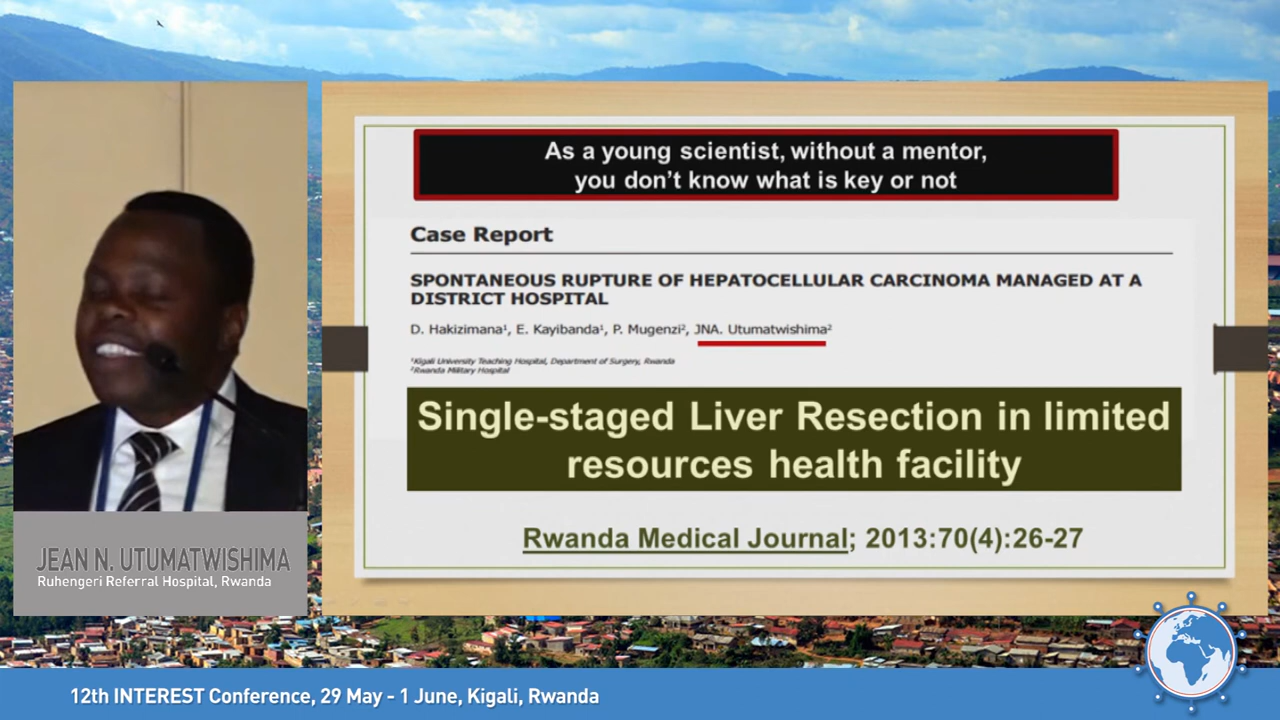 As a young scientist, without a mentor,
you don't know what is key or not
Case Report
SPONTANEOUS RUPTURE OF HEPATOCELLULAR CARCINOMA MANAGED AT A
DISTRICT HOSPITAL
D. Hakizimana¹, E. Kayibanda¹, P. Mugenzi², JNA. Utumatwishima²
¹Kigali University Teaching Hospital, Department of Surgery, Rwanda
²Rwanda Military Hospital
Single-staged Liver Resection in limited
resources health facility
Rwanda Medical Journal; 2013:70(4):26-27
JEAN N. UTUMATWISHIMA
Ruhengeri Referral Hospital, Rwanda
12th INTEREST Conference, 29 May - 1 June, Kigali, Rwanda